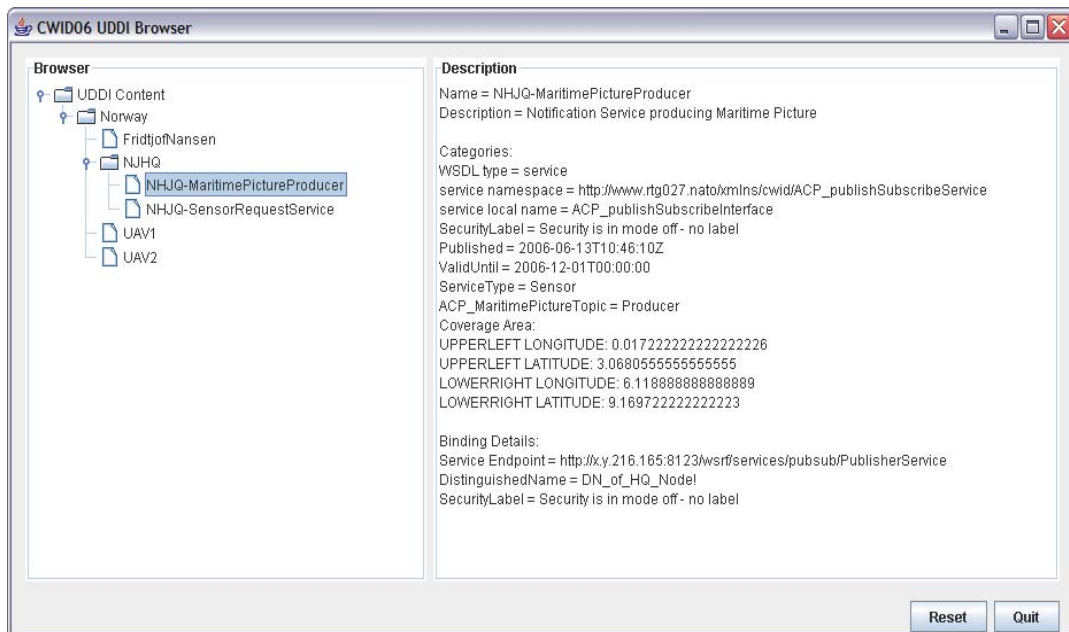 CWID06 UDDI Browser
Browser
UDDI Content
Norway
FridtjofNansen
NJHQ
NHJQ-MaritimePictureProducer
NHJQ-SensorRequestService
UAV1
UAV2
Description
Name = NHJQ-MaritimePictureProducer
Description = Notification Service producing Maritime Picture
Categories:
WSDL type = service
service namespace = http://www.rtg027.nato/xmlns/cwid/ACP_publishSubscribeService
service local name = ACP_publishSubscribeInterface
SecurityLabel = Security is in mode off - no label
Published = 2006-06-13T10:46:10Z
ValidUntil = 2006-12-01T00:00:00
ServiceType = Sensor
ACP_MaritimePictureTopic = Producer
Coverage Area:
UPPERLEFT LONGITUDE: 0.017222222222222226
UPPERLEFT LATITUDE: 3.0680555555555555
LOWERRIGHT LONGITUDE: 6.118888888888889
LOWERRIGHT LATITUDE: 9.169722222222223
Binding Details:
Service Endpoint = http://x.y.216.165:8123/wsrf/services/pubsub/PublisherService
DistinguishedName = DN_of_HQ_Node!
SecurityLabel = Security is in mode off - no label
Reset
Quit